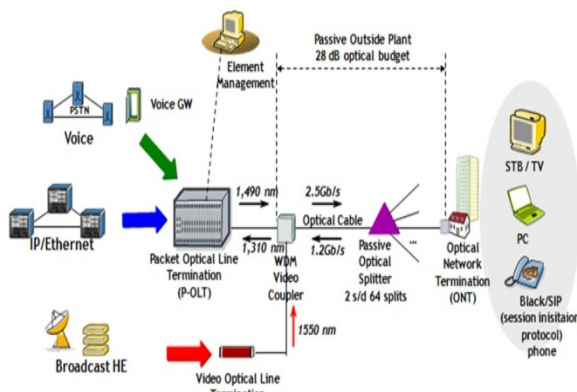 Element
Management
Passive Outside Plant
28 dB optical budget
PSTN
Voice GW
Voice
STB / TV
1,490 nm
2.5Gb/s
Optical Cable
1,310 nm
1.2Gb/s
IP/Ethernet
Packet Optical Line
Termination
(P-OLT)
WDM
Video
Coupler
Passive
Optical
Splitter
2 s/d 64 splits
...
Optical
Network
Termination
(ONT)
PC
Black/SIP
(session inisitaion
protocol)
phone
1550 nm
Broadcast HE
Video Optical Line
Termination